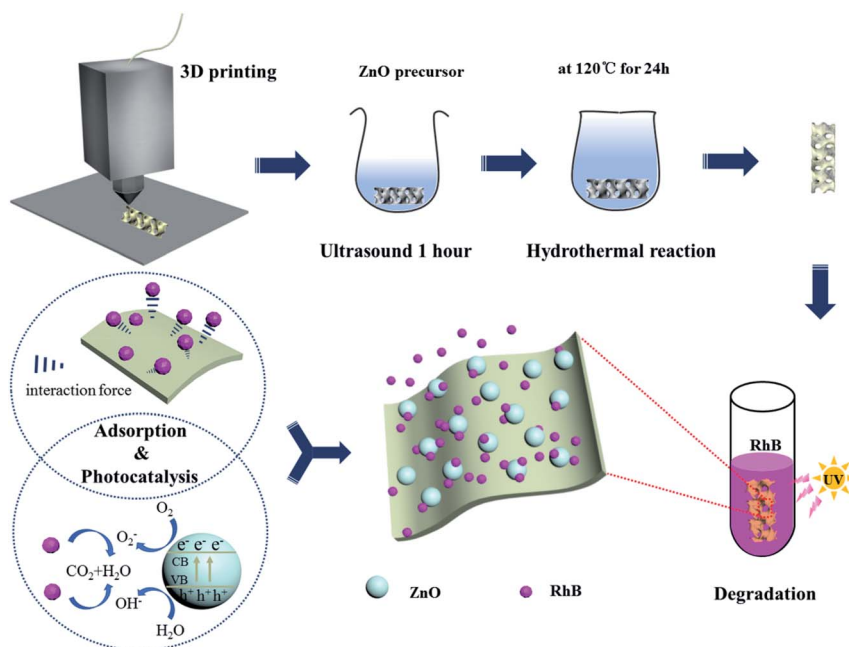 3D printing
ZnO precursor
at 120℃ for 24h
Ultrasound 1 hour
Hydrothermal reaction
interaction force
Adsorption
&
Photocatalysis
O₂
O₂⁻
e⁻ e⁻ e⁻
CB
CO₂+H₂O
VB
h⁺ h⁺ h⁺
OH⁻
H₂O
ZnO
RhB
RhB
UV
Degradation